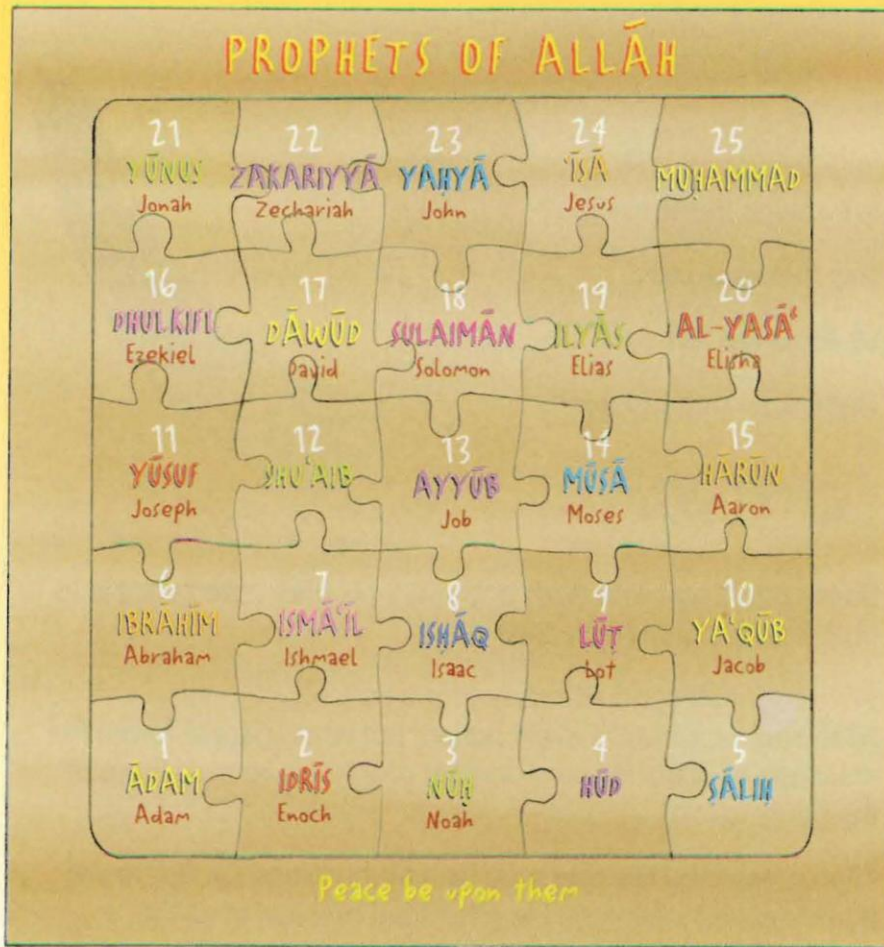 PROPHETS OF ALLĀH
21 22 23 24 25
YŪNUS ZAKARIYYĀ YAHYĀ ʿĪSĀ MUḤAMMAD
Jonah Zechariah John Jesus
16 17 18 19 20
DHULKIFL DĀWŪD SULAIMĀN ILYĀS AL-YASĀʿ
Ezekiel David Solomon Elias Elisha
11 12 13 14 15
YŪSUF SHUʿAIB AYYŪB MŪSĀ HĀRŪN
Joseph Job Moses Aaron
6 7 8 9 10
IBRĀHĪM ISMĀʿĪL ISḤĀQ LŪṬ YAʿQŪB
Abraham Ishmael Isaac Lot Jacob
1 2 3 4 5
ĀDAM IDRĪS NŪḤ HŪD ṢĀLIḤ
Adam Enoch Noah
Peace be upon them